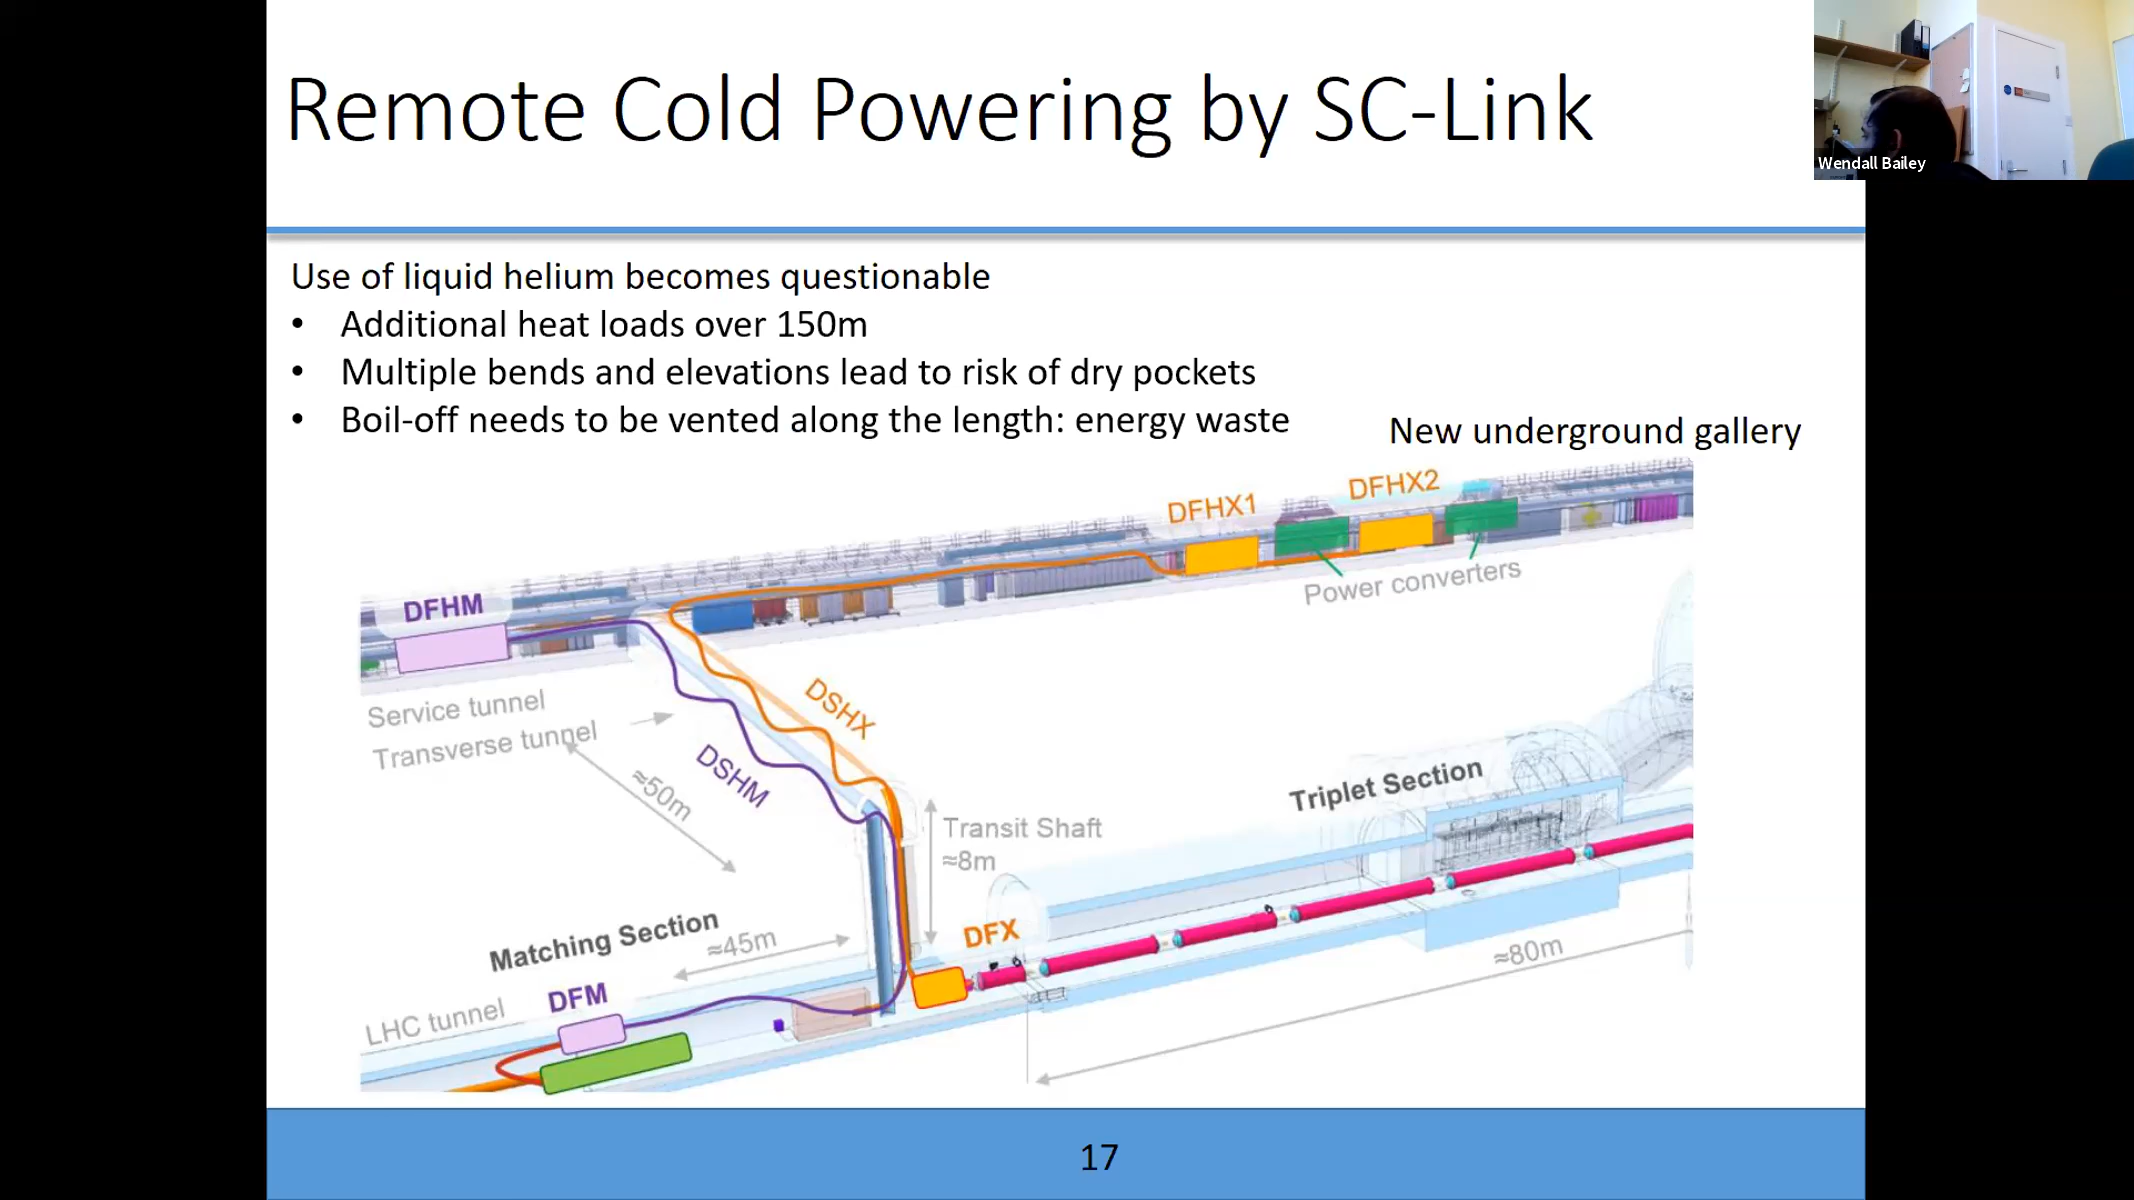 Remote Cold Powering by SC-Link
Wendall Bailey
Use of liquid helium becomes questionable
• Additional heat loads over 150m
• Multiple bends and elevations lead to risk of dry pockets
• Boil-off needs to be vented along the length: energy waste
New underground gallery
DFHX1
DFHX2
Power converters
DFHM
Service tunnel
Transverse tunnel
≈50m
DSHX
DSHM
Transit Shaft
≈8m
Triplet Section
Matching Section
≈45m
DFX
≈80m
DFM
LHC tunnel
17